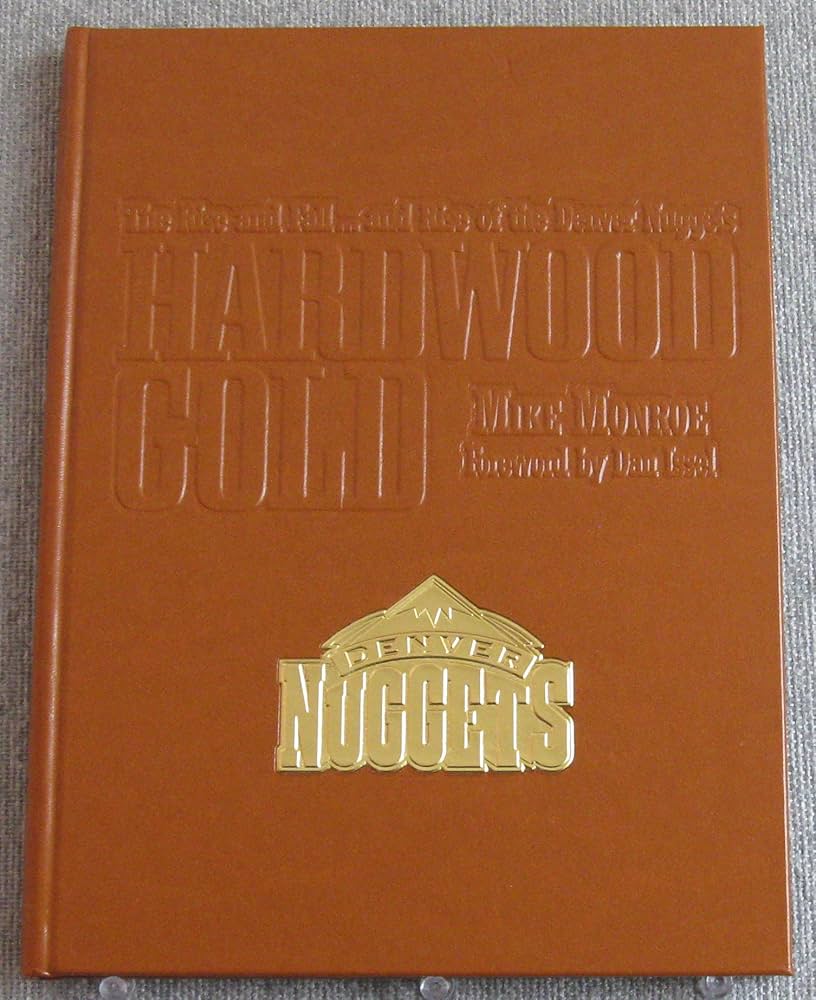 The Rise and Fall... and Rise of the Denver Nuggets
HARDWOOD
GOLD
MIKE MONROE
Foreword by Dan Issel
DENVER
NUGGETS